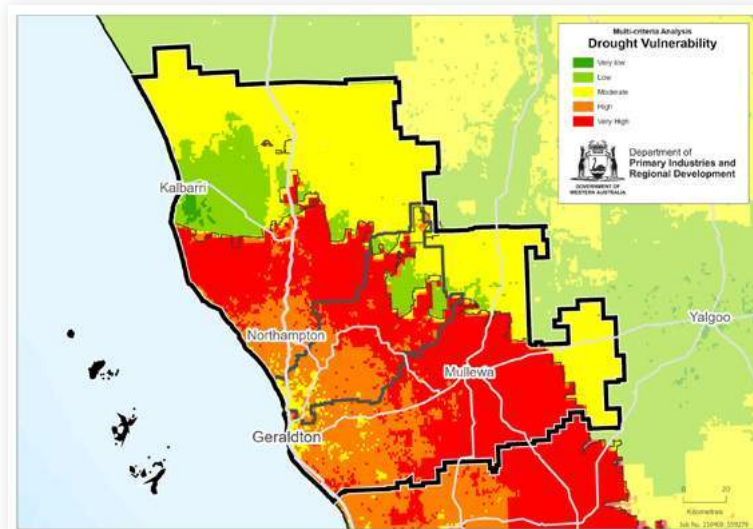 Multi-criteria Analysis
Drought Vulnerability
Very low
Low
Moderate
High
Very High
Department of
Primary Industries and
Regional Development
GOVERNMENT OF
WESTERN AUSTRALIA
Kalbarri
Northampton
Yalgoo
Mullewa
Geraldton
0 20
Kilometres